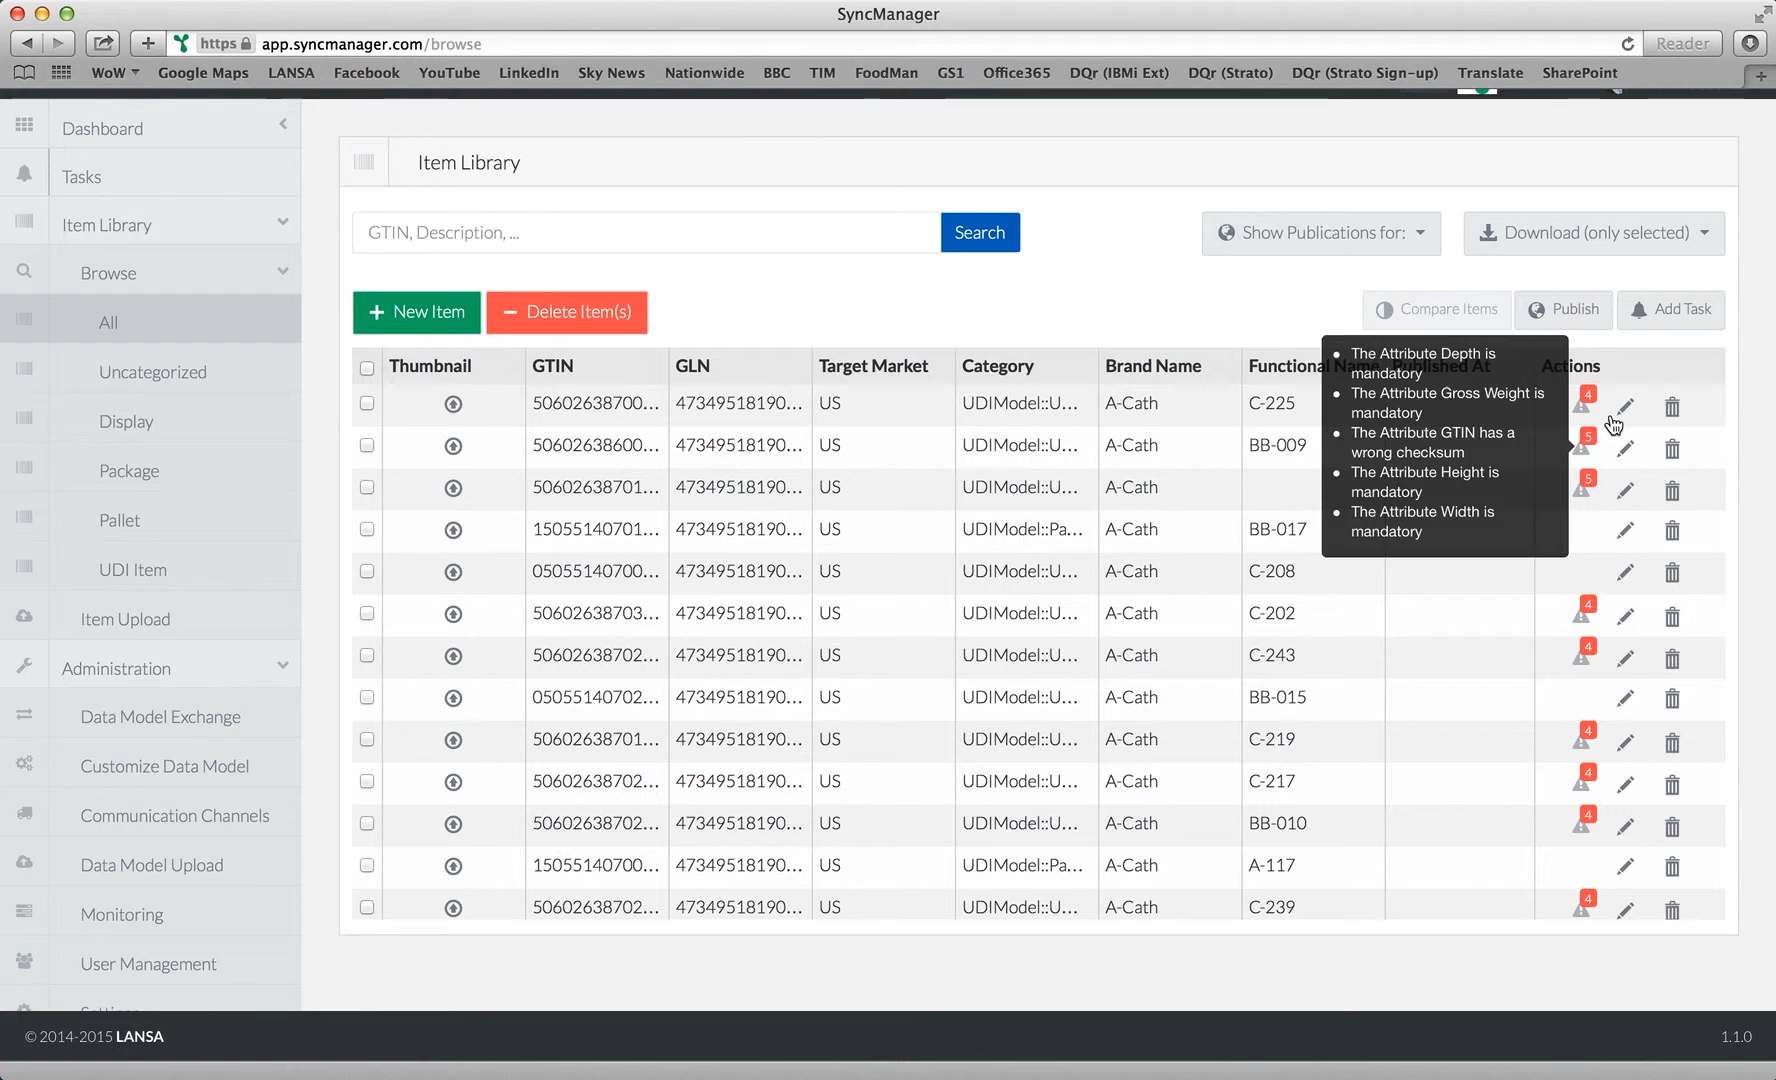 SyncManager
https app.syncmanager.com/browse Reader
WoW Google Maps LANSA Facebook YouTube LinkedIn Sky News Nationwide BBC TIM FoodMan GS1 Office365 DQr (IBMi Ext) DQr (Strato) DQr (Strato Sign-up) Translate SharePoint
Dashboard
Tasks
Item Library
Browse
All
Uncategorized
Display
Package
Pallet
UDI Item
Item Upload
Administration
Data Model Exchange
Customize Data Model
Communication Channels
Data Model Upload
Monitoring
User Management
Item Library
GTIN, Description, ... Search Show Publications for: Download (only selected)
New Item Delete Item(s) Compare Items Publish Add Task
Thumbnail GTIN GLN Target Market Category Brand Name Functional Name Published At Actions
50602638700... 47349518190... US UDIModel::U... A-Cath C-225 4
50602638600... 47349518190... US UDIModel::U... A-Cath BB-009 5
50602638701... 47349518190... US UDIModel::U... A-Cath 5
15055140701... 47349518190... US UDIModel::Pa... A-Cath BB-017
05055140700... 47349518190... US UDIModel::U... A-Cath C-208
50602638703... 47349518190... US UDIModel::U... A-Cath C-202 4
50602638702... 47349518190... US UDIModel::U... A-Cath C-243 4
05055140702... 47349518190... US UDIModel::U... A-Cath BB-015
50602638701... 47349518190... US UDIModel::U... A-Cath C-219 4
50602638702... 47349518190... US UDIModel::U... A-Cath C-217 4
50602638702... 47349518190... US UDIModel::U... A-Cath BB-010 4
15055140700... 47349518190... US UDIModel::Pa... A-Cath A-117
50602638702... 47349518190... US UDIModel::U... A-Cath C-239 4
The Attribute Depth is
mandatory
The Attribute Gross Weight is
mandatory
The Attribute GTIN has a
wrong checksum
The Attribute Height is
mandatory
The Attribute Width is
mandatory
© 2014-2015 LANSA 1.1.0